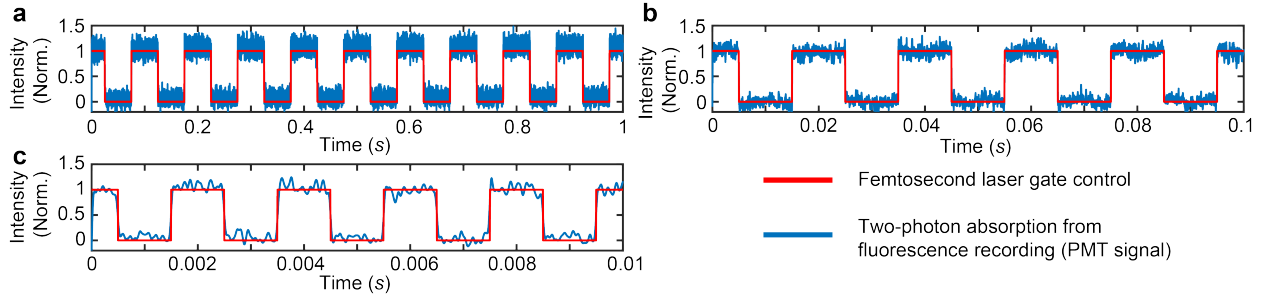 a
1.5
1
0.5
0
Intensity
(Norm.)
0 0.2 0.4 0.6 0.8 1
Time (s)
b
1.5
1
0.5
0
Intensity
(Norm.)
0 0.02 0.04 0.06 0.08 0.1
Time (s)
c
1.5
1
0.5
0
Intensity
(Norm.)
0 0.002 0.004 0.006 0.008 0.01
Time (s)
Femtosecond laser gate control
Two-photon absorption from
fluorescence recording (PMT signal)